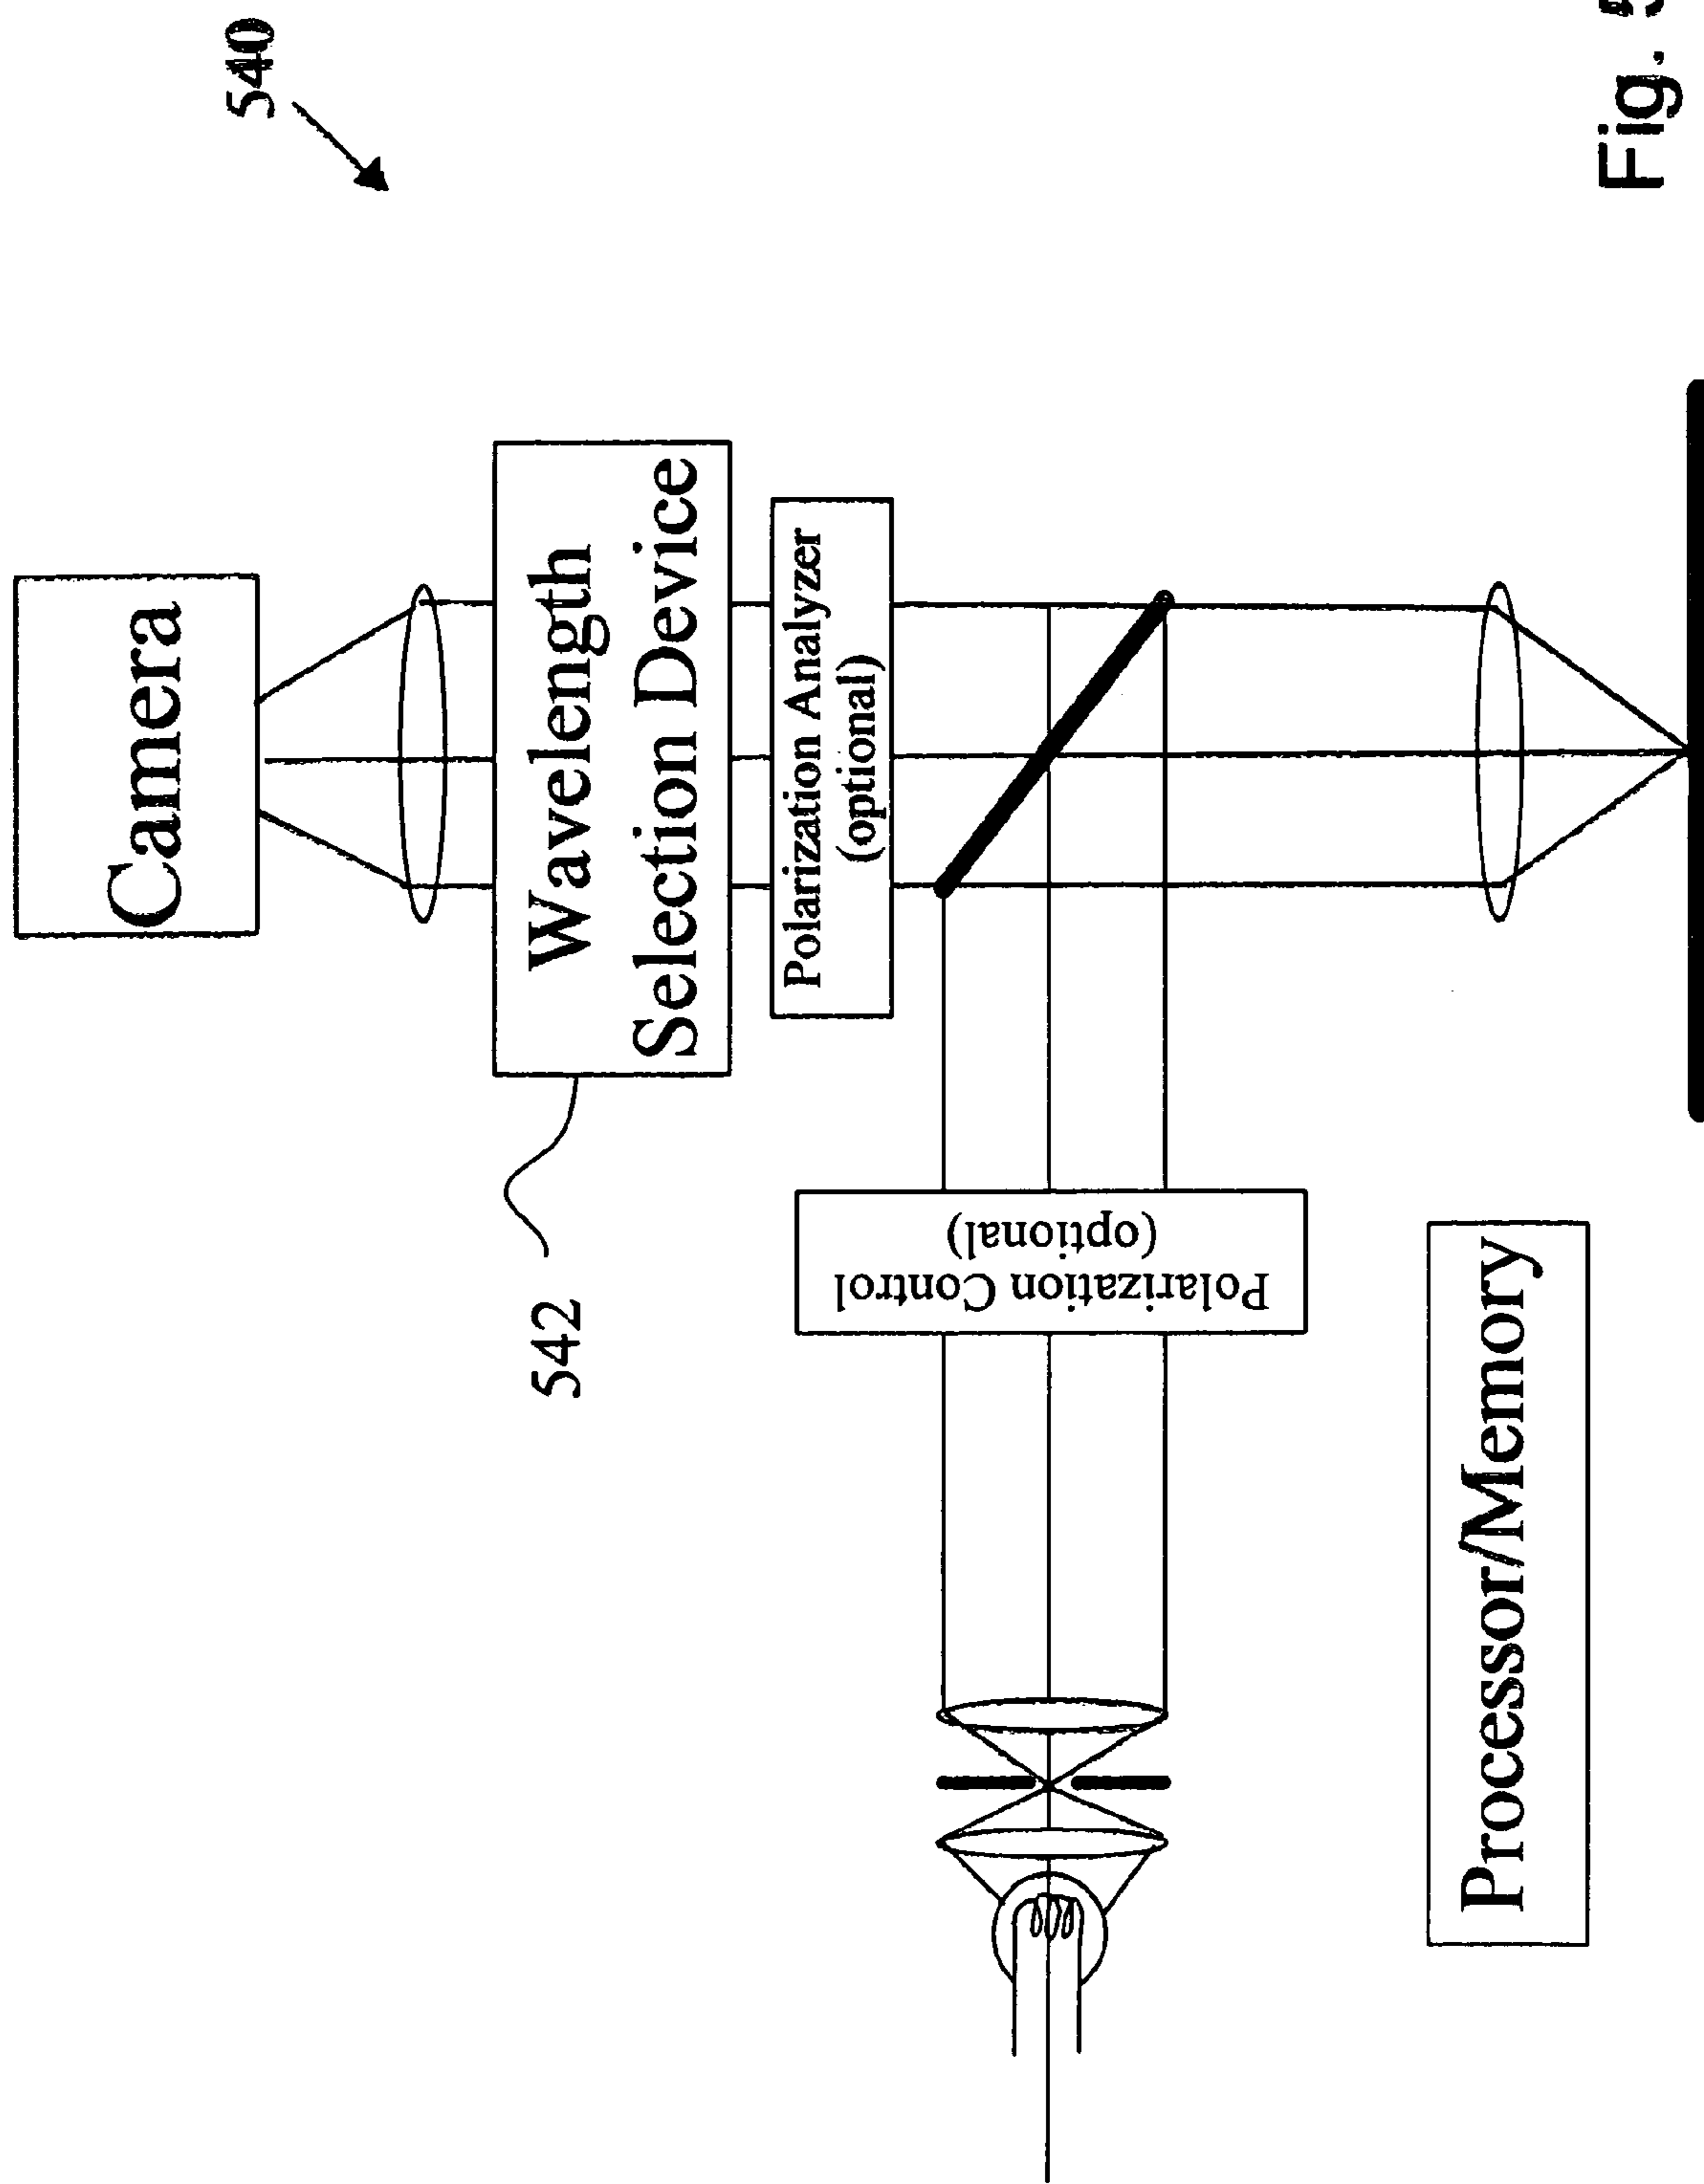 540
Camera
Wavelength
Selection Device
542
Polarization Analyzer
(optional)
Polarization Control
(optional)
Processor/Memory
Fig.